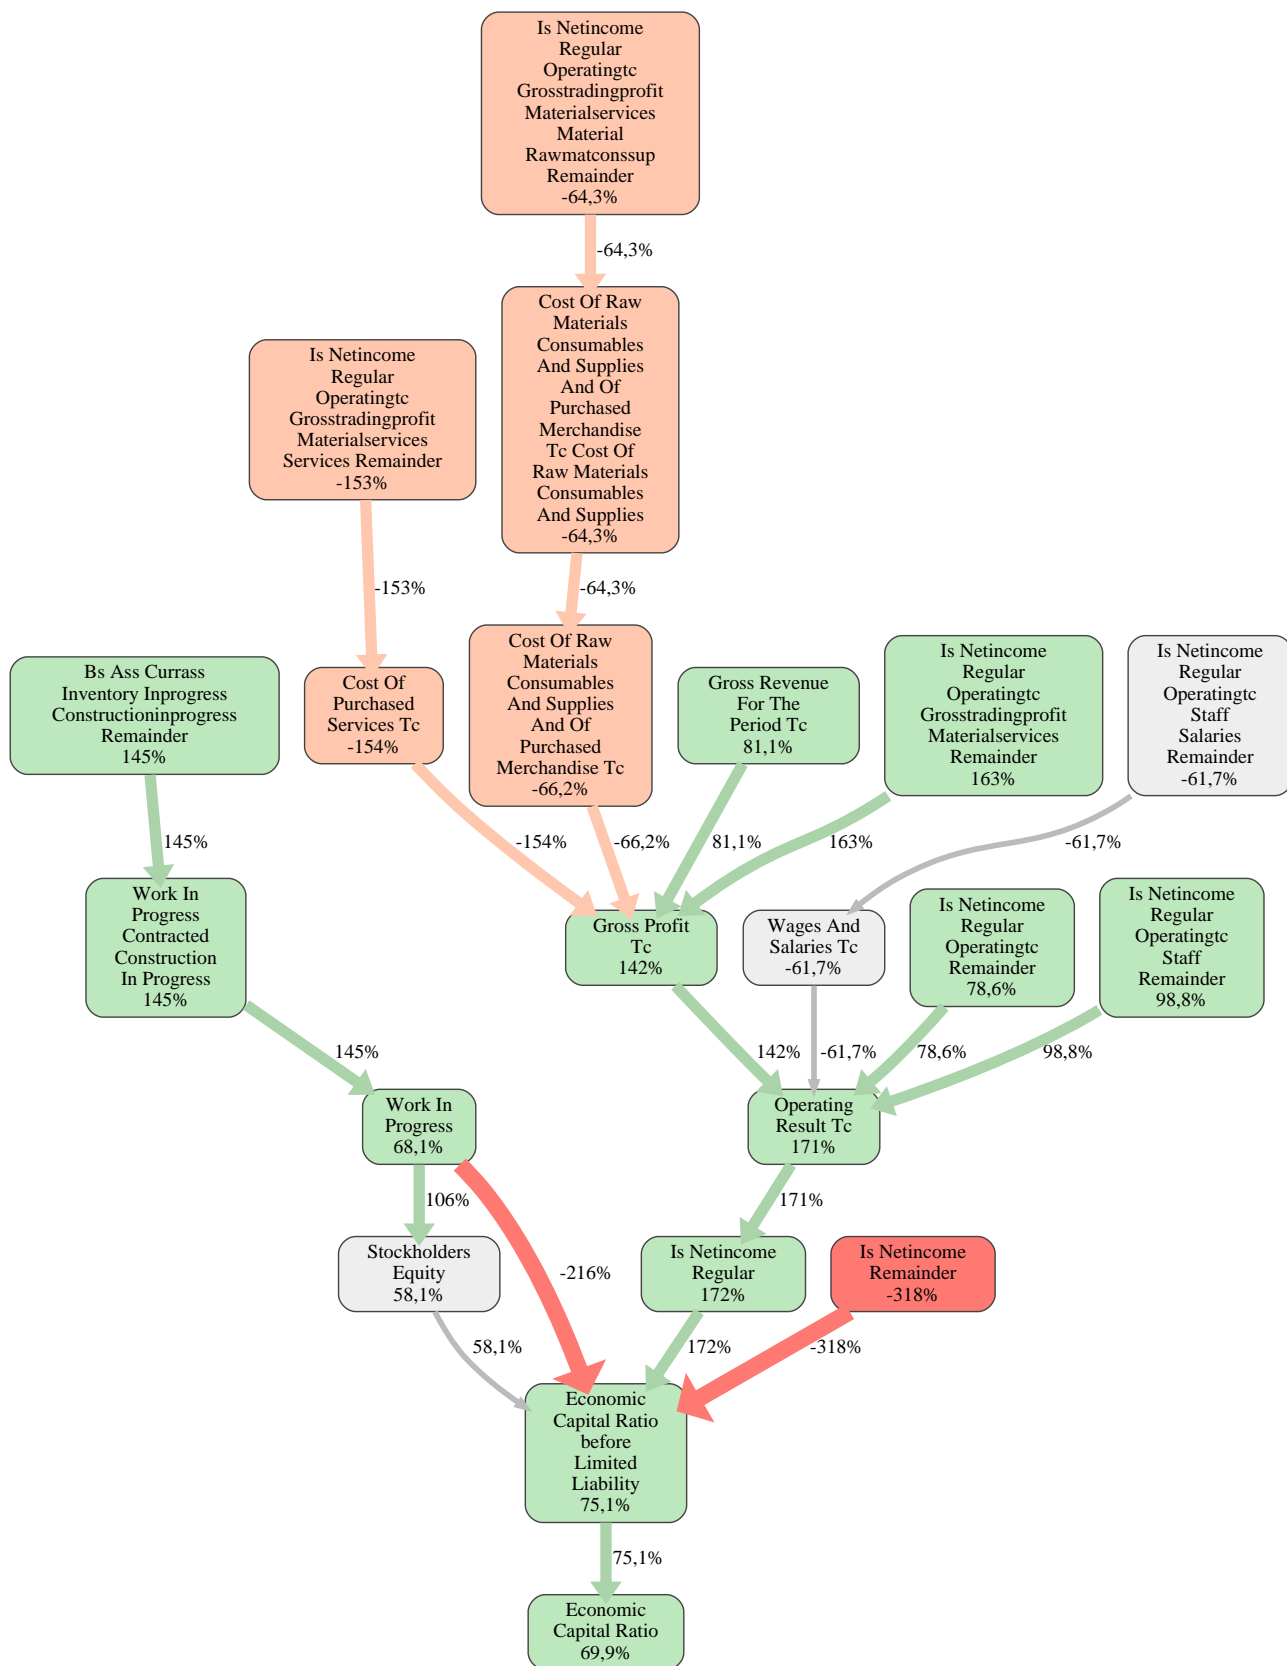 Is Netincome
Regular
Operatingtc
Grosstradingprofit
Materialservices
Material
Rawmatconssup
Remainder
-64,3%
-64,3%
Cost Of Raw
Materials
Consumables
And Supplies
And Of
Purchased
Merchandise
Tc Cost Of
Raw Materials
Consumables
And Supplies
-64,3%
Is Netincome
Regular
Operatingtc
Grosstradingprofit
Materialservices
Services Remainder
-153%
-153%
-64,3%
Bs Ass Currass
Inventory Inprogress
Constructioninprogress
Remainder
145%
Cost Of
Purchased
Services Tc
-154%
Cost Of Raw
Materials
Consumables
And Supplies
And Of
Purchased
Merchandise Tc
-66,2%
Gross Revenue
For The
Period Tc
81,1%
Is Netincome
Regular
Operatingtc
Grosstradingprofit
Materialservices
Remainder
163%
Is Netincome
Regular
Operatingtc
Staff
Salaries
Remainder
-61,7%
145%
-154%
-66,2%
81,1%
163%
-61,7%
Work In
Progress
Contracted
Construction
In Progress
145%
Gross Profit
Tc
142%
Wages And
Salaries Tc
-61,7%
Is Netincome
Regular
Operatingtc
Remainder
78,6%
Is Netincome
Regular
Operatingtc
Staff
Remainder
98,8%
145%
142%
-61,7%
78,6%
98,8%
Work In
Progress
68,1%
Operating
Result Tc
171%
106%
-216%
171%
Stockholders
Equity
58,1%
Is Netincome
Regular
172%
Is Netincome
Remainder
-318%
58,1%
172%
-318%
Economic
Capital Ratio
before
Limited
Liability
75,1%
75,1%
Economic
Capital Ratio
69,9%